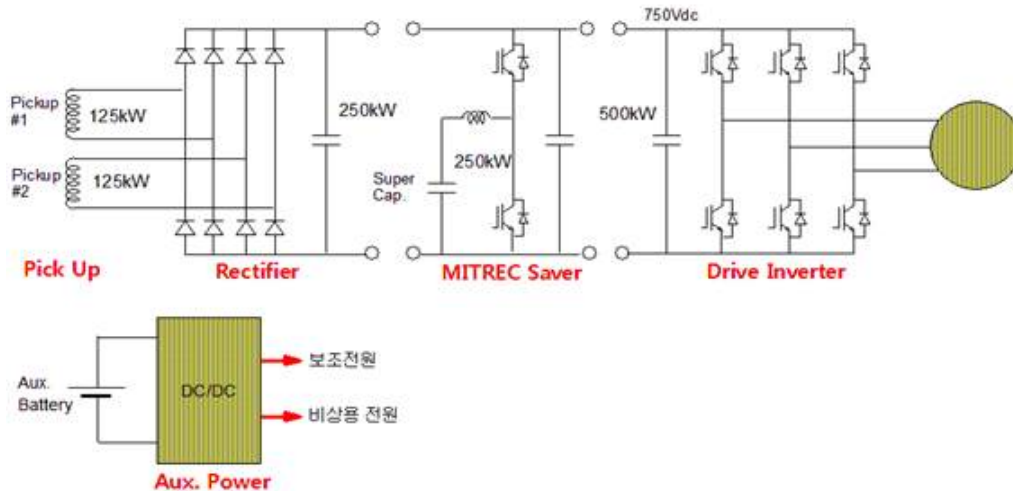 750Vdc
Pickup
#1
125kW
250kW
500kW
Pickup
#2
125kW
Super
Cap.
250kW
Pick Up
Rectifier
MITREC Saver
Drive Inverter
Aux.
Battery
DC/DC
보조전원
비상용 전원
Aux. Power